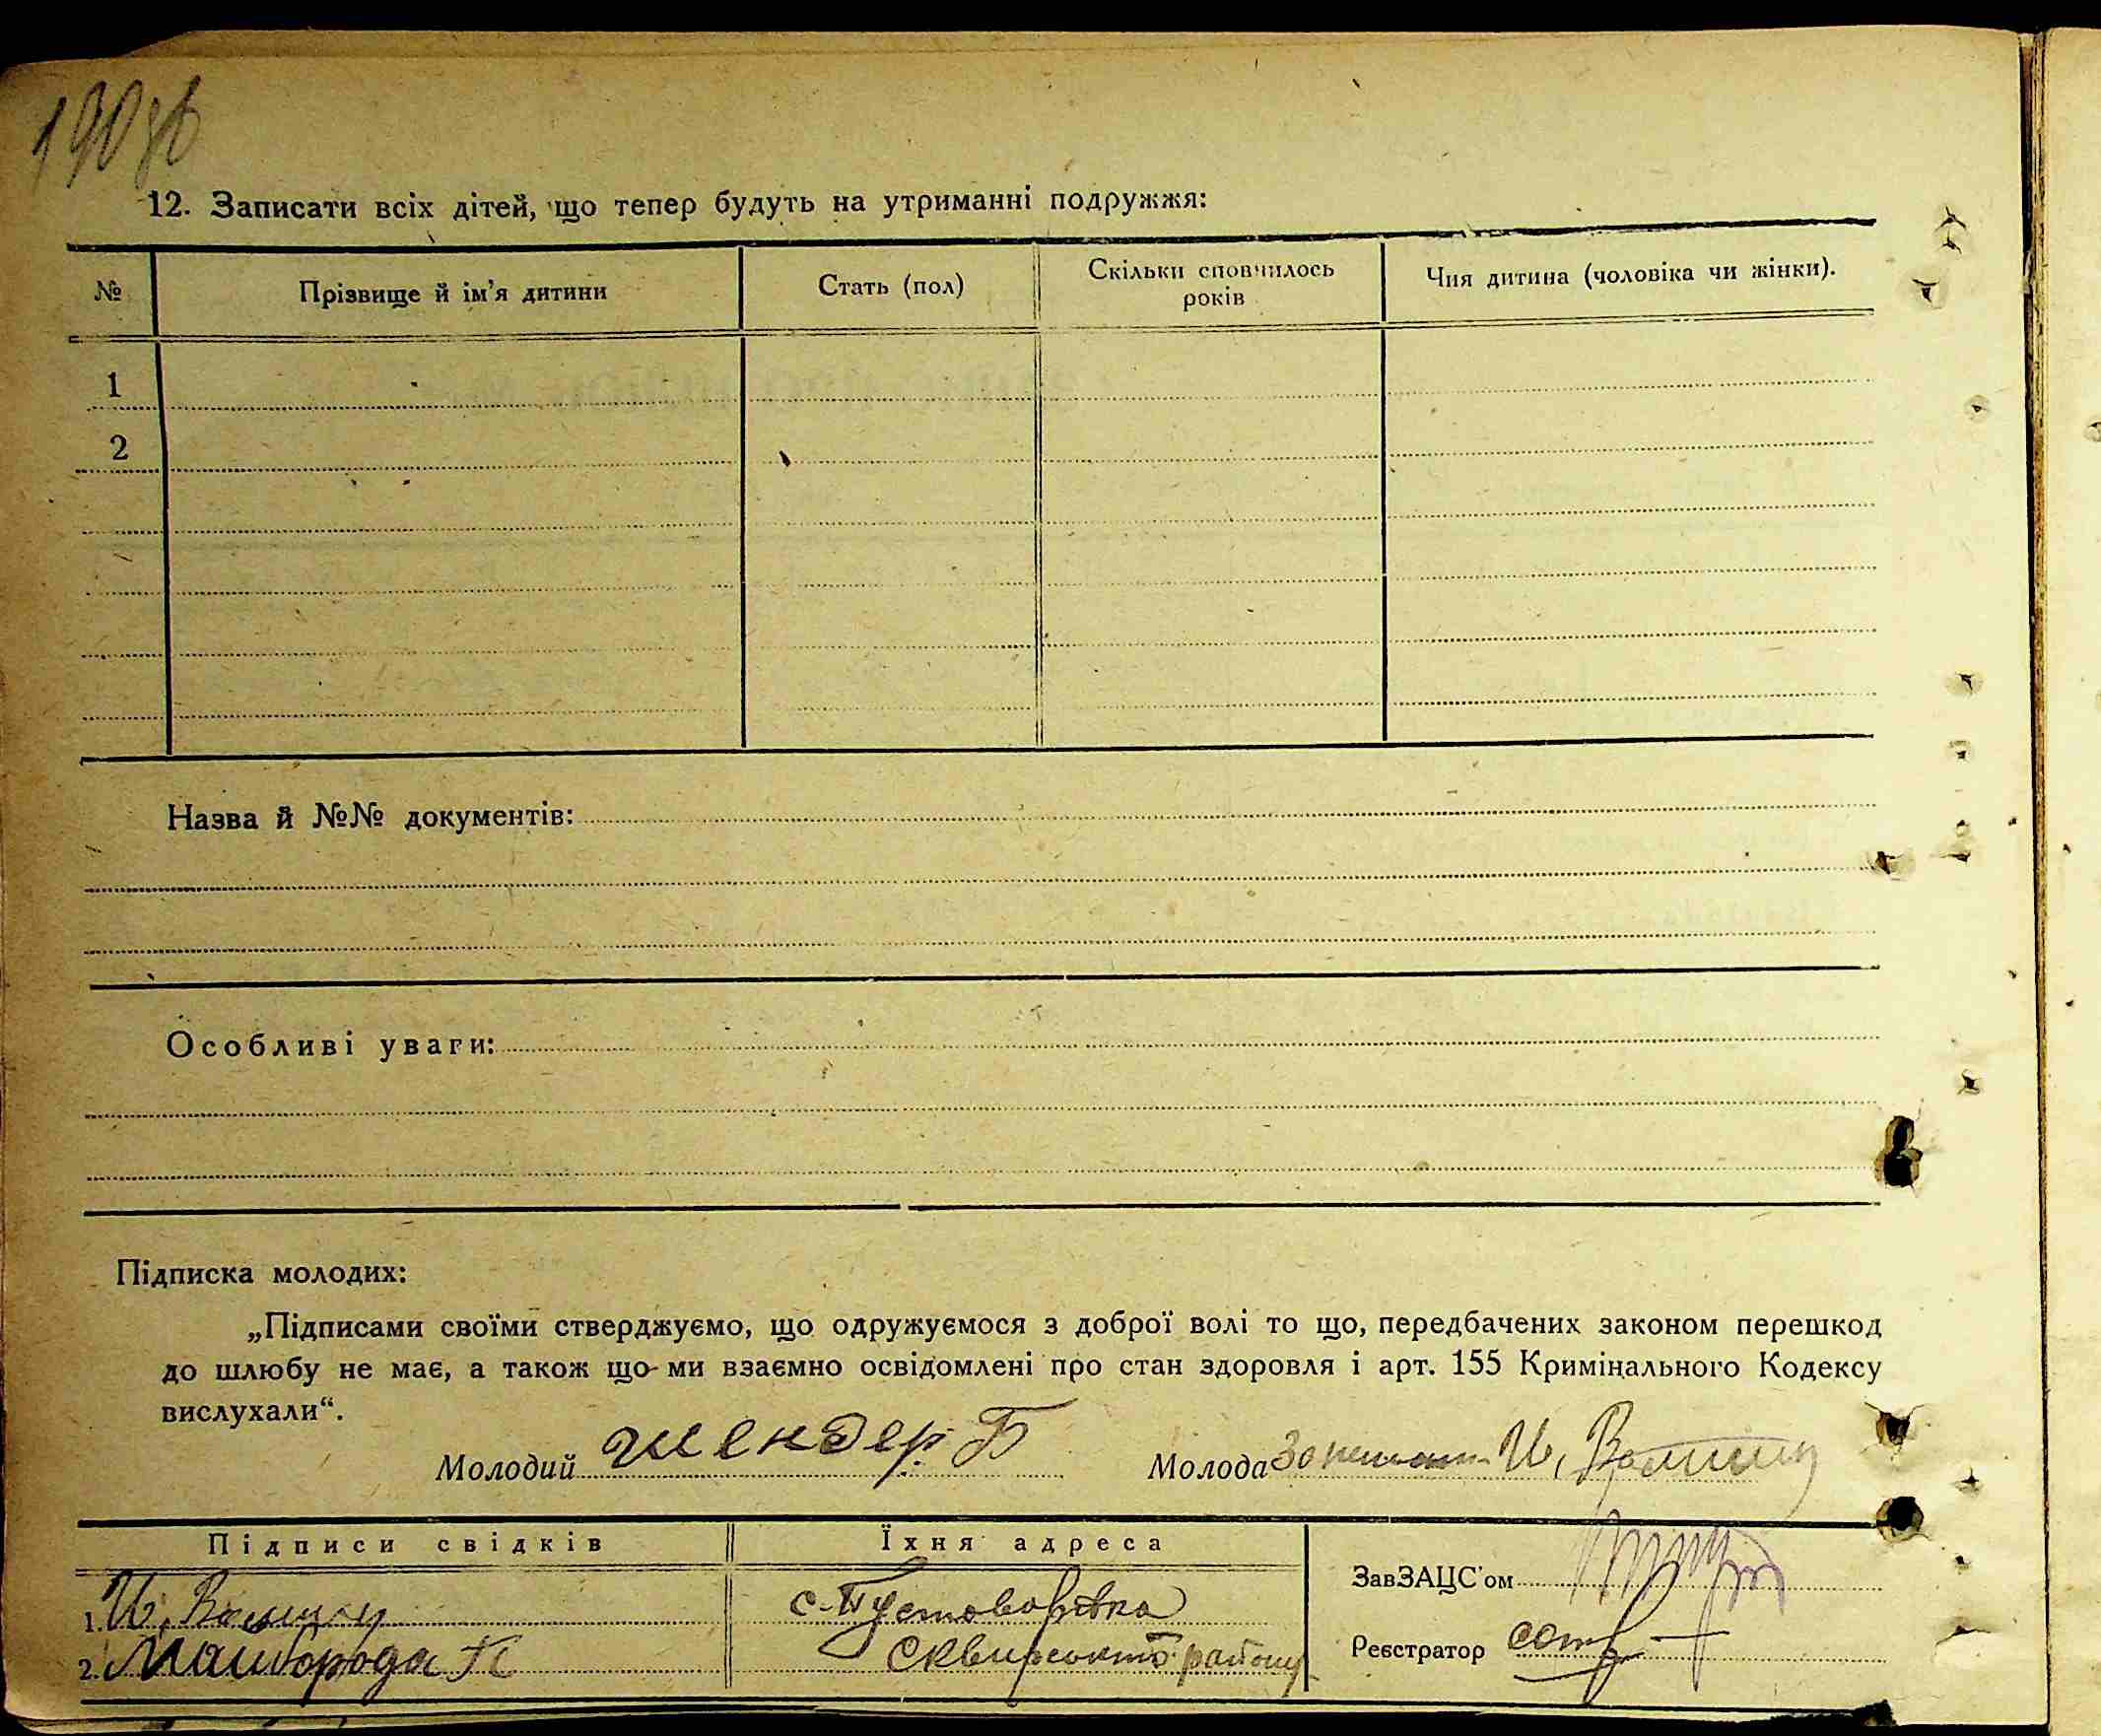 190 зв
12. Записати всіх дітей, що тепер будуть на утриманні подружжя:
№ Прізвище й ім'я дитини Стать (пол) Скільки сповнилось років Чия дитина (чоловіка чи жінки).
1
2
Назва й №№ документів:
Особливі уваги:
Підписка молодих:
„Підписами своїми стверджуємо, що одружуємося з доброї волі то що, передбачених законом перешкод
до шлюбу не має, а також що ми взаємно освідомлені про стан здоровля і арт. 155 Кримінального Кодексу
вислухали“.
Молодий Шендер. Б Молода И,
Підписи свідків Їхня адреса
ЗавЗАЦС'ом
1. И, с. Пустоварівка
Реєстратор
2. Майборода К Сквирського району